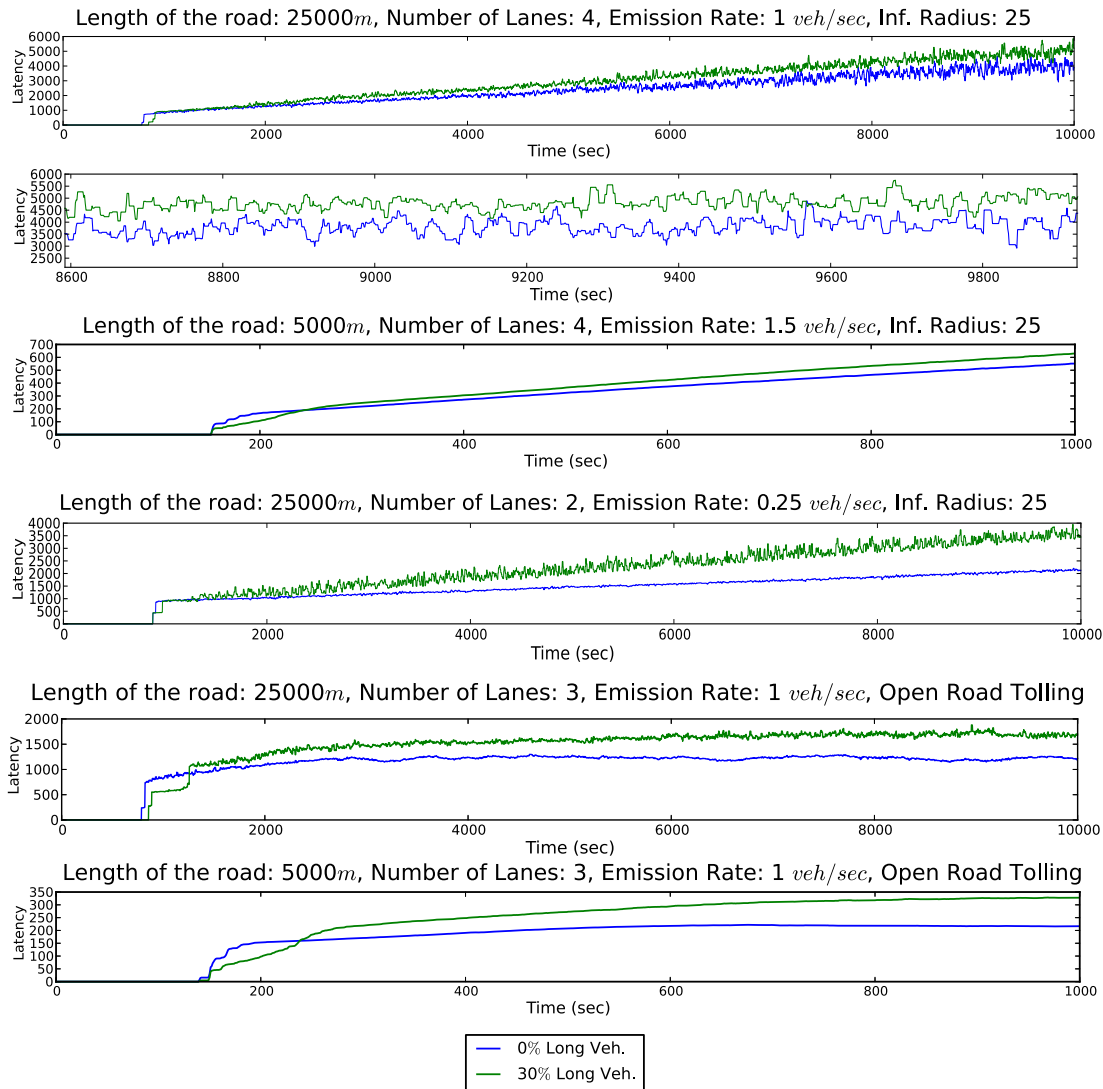 Length of the road: 25000m, Number of Lanes: 4, Emission Rate: 1 veh/sec, Inf. Radius: 25
6000
5000
4000
3000
2000
1000
0
Latency
0 2000 4000 6000 8000 10000
Time (sec)
6000
5500
5000
4500
4000
3500
3000
2500
8600 8800 9000 9200 9400 9600 9800
Time (sec)
Length of the road: 5000m, Number of Lanes: 4, Emission Rate: 1.5 veh/sec, Inf. Radius: 25
700
600
500
400
300
200
100
0
Latency
0 200 400 600 800 1000
Time (sec)
Length of the road: 25000m, Number of Lanes: 2, Emission Rate: 0.25 veh/sec, Inf. Radius: 25
4000
3500
3000
2500
2000
1500
1000
500
0
Latency
0 2000 4000 6000 8000 10000
Time (sec)
Length of the road: 25000m, Number of Lanes: 3, Emission Rate: 1 veh/sec, Open Road Tolling
2000
1500
1000
500
0
Latency
0 2000 4000 6000 8000 10000
Time (sec)
Length of the road: 5000m, Number of Lanes: 3, Emission Rate: 1 veh/sec, Open Road Tolling
350
300
250
200
150
100
50
0
Latency
0 200 400 600 800 1000
Time (sec)
0% Long Veh.
30% Long Veh.